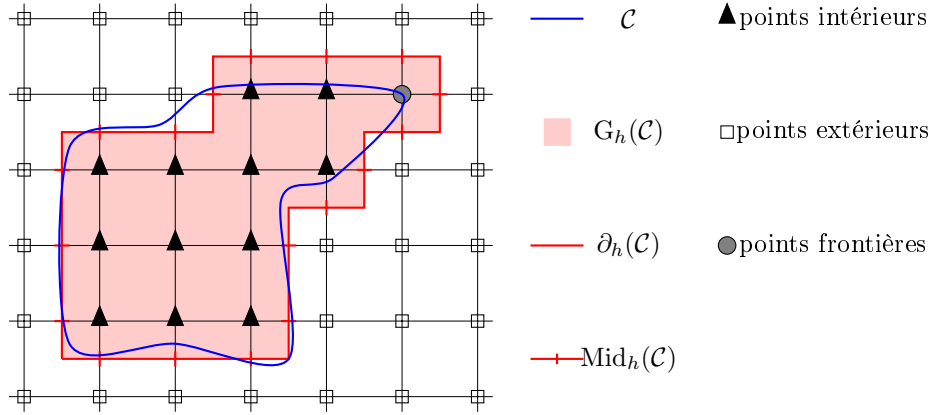 𝒞 points intérieurs
G_h(𝒞) points extérieurs
∂_h(𝒞) points frontières
Mid_h(𝒞)